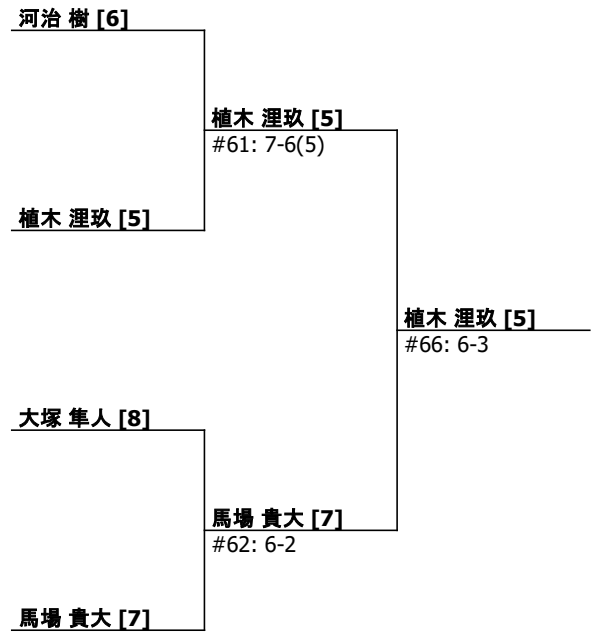 河治 樹 [6]
植木 浬玖 [5]
#61: 7-6(5)
植木 浬玖 [5]
植木 浬玖 [5]
#66: 6-3
大塚 隼人 [8]
馬場 貴大 [7]
#62: 6-2
馬場 貴大 [7]